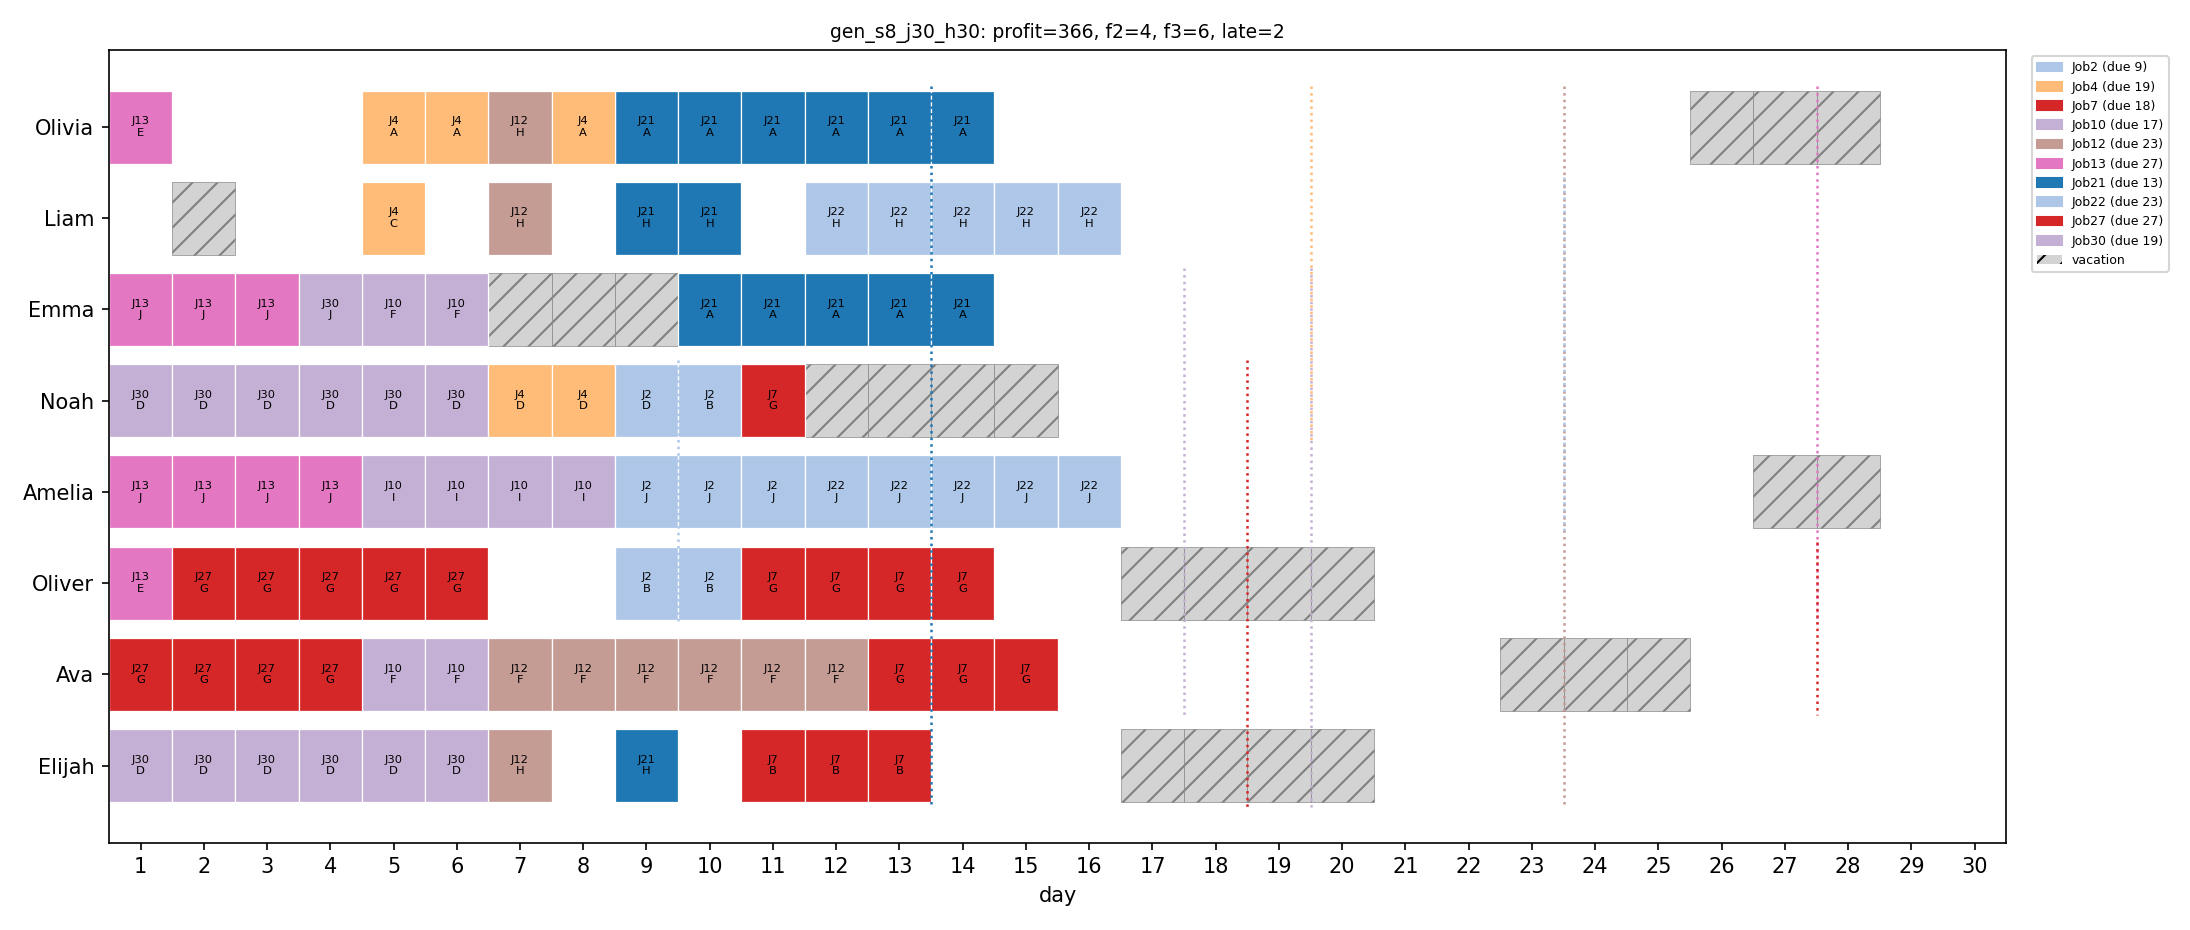 gen_s8_j30_h30: profit=366, f2=4, f3=6, late=2
Job2 (due 9)
Job4 (due 19)
Job7 (due 18)
Job10 (due 17)
Job12 (due 23)
Job13 (due 27)
Job21 (due 13)
Job22 (due 23)
Job27 (due 27)
Job30 (due 19)
vacation
Olivia
J13 J4 J4 J12 J4 J21 J21 J21 J21 J21 J21
E A A H A A A A A A A
Liam
J4 J12 J21 J21 J22 J22 J22 J22 J22
C H H H H H H H H
Emma
J13 J13 J13 J30 J10 J10 J21 J21 J21 J21 J21
J J J J F F A A A A A
Noah
J30 J30 J30 J30 J30 J30 J4 J4 J2 J2 J7
D D D D D D D D D B G
Amelia
J13 J13 J13 J13 J10 J10 J10 J10 J2 J2 J2 J22 J22 J22 J22 J22
J J J J I I I I J J J J J J J J
Oliver
J13 J27 J27 J27 J27 J27 J2 J2 J7 J7 J7 J7
E G G G G G B B G G G G
Ava
J27 J27 J27 J27 J10 J10 J12 J12 J12 J12 J12 J12 J7 J7 J7
G G G G F F F F F F F F G G G
Elijah
J30 J30 J30 J30 J30 J30 J12 J21 J7 J7 J7
D D D D D D H H B B B
1 2 3 4 5 6 7 8 9 10 11 12 13 14 15 16 17 18 19 20 21 22 23 24 25 26 27 28 29 30
day